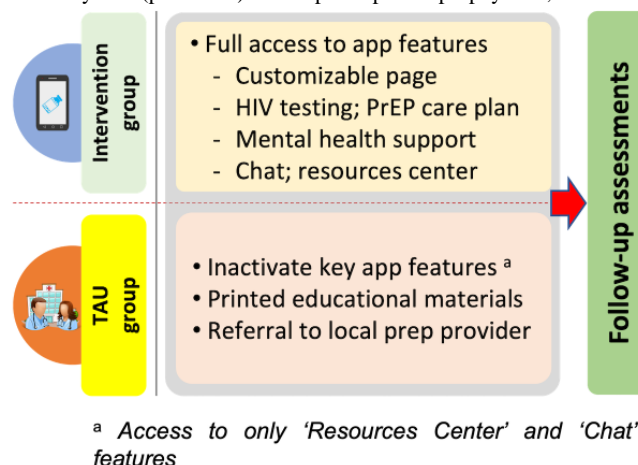 Intervention
group
• Full access to app features
- Customizable page
- HIV testing; PrEP care plan
- Mental health support
- Chat; resources center
TAU
group
• Inactivate key app features a
• Printed educational materials
• Referral to local prep provider
Follow-up assessments
a Access to only ‘Resources Center’ and ‘Chat’
features